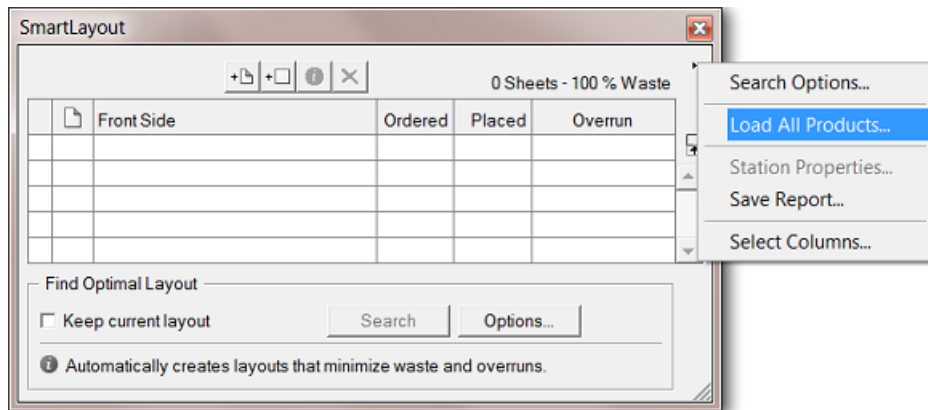 SmartLayout
0 Sheets - 100 % Waste
Front Side Ordered Placed Overrun
Find Optimal Layout
Keep current layout Search Options...
Automatically creates layouts that minimize waste and overruns.
Search Options...
Load All Products...
Station Properties...
Save Report...
Select Columns...